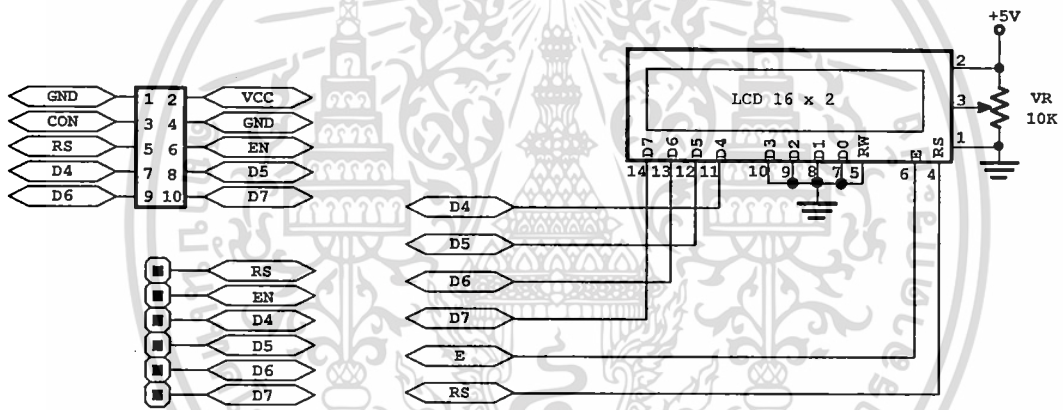 GND 1 2 VCC
CON 3 4 GND
RS 5 6 EN
D4 7 8 D5
D6 9 10 D7
RS
EN
D4
D5
D6
D7
+5V
2
3
1
VR
10K
LCD 16 x 2
D7 D6 D5 D4 D3 D2 D1 D0 RW E RS
14 13 12 11 10 9 8 7 5 6 4
D4
D5
D6
D7
E
RS